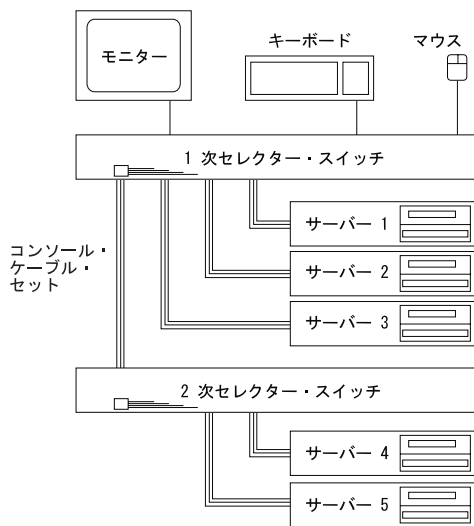 モニター
キーボード
マウス
1 次セレクター・スイッチ
サーバー 1
コンソール・
ケーブル・
セット
サーバー 2
サーバー 3
2 次セレクター・スイッチ
サーバー 4
サーバー 5